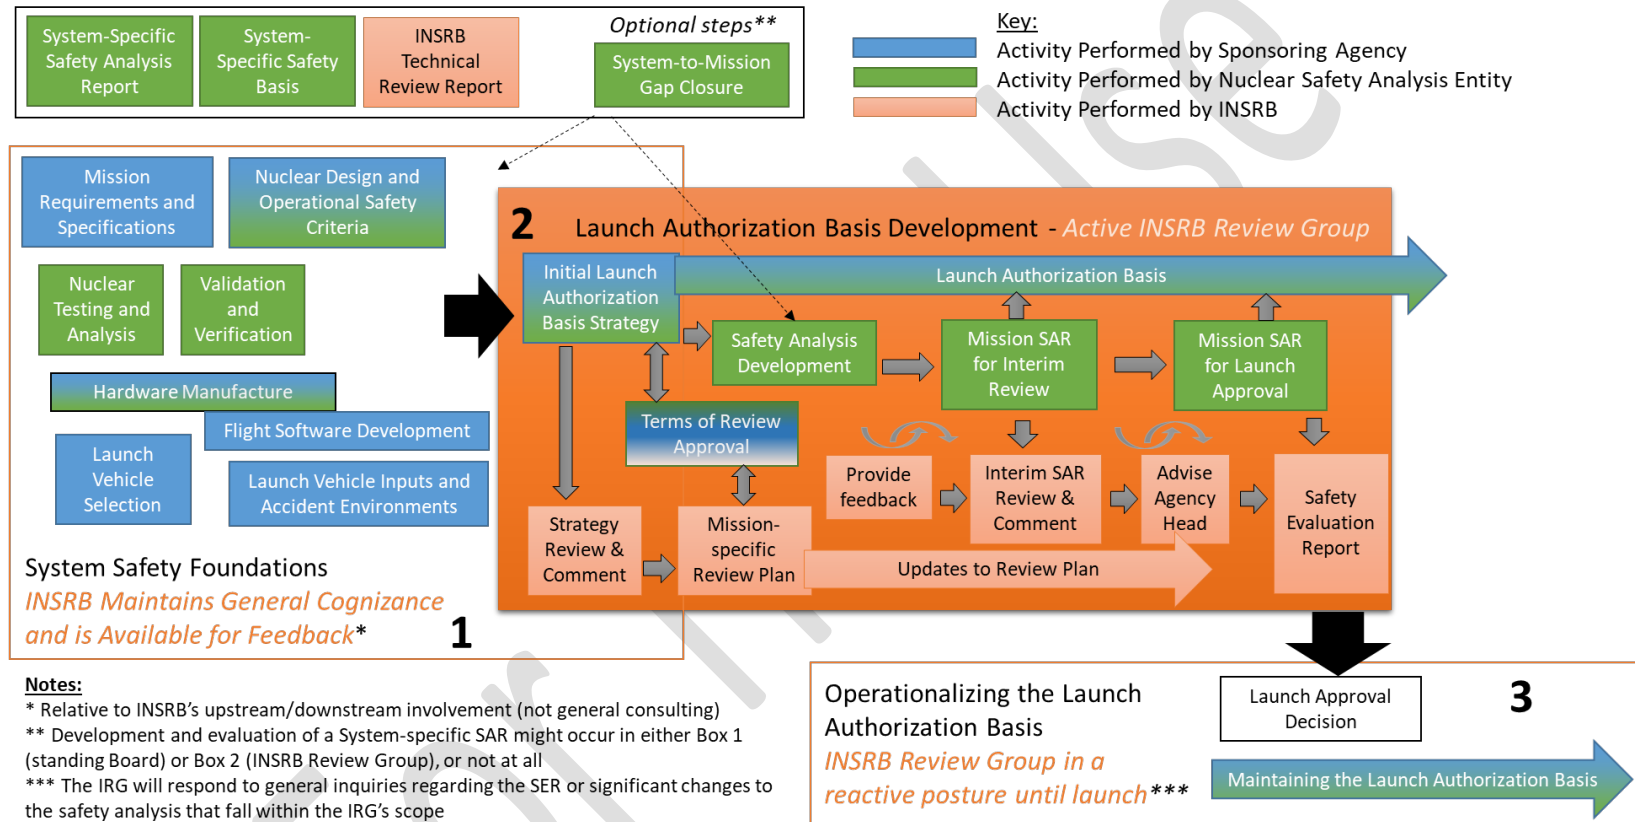 System-Specific
Safety Analysis
Report
System-
Specific Safety
Basis
INSRB
Technical
Review Report
Optional steps**
System-to-Mission
Gap Closure
Key:
Activity Performed by Sponsoring Agency
Activity Performed by Nuclear Safety Analysis Entity
Activity Performed by INSRB
Mission
Requirements and
Specifications
Nuclear Design and
Operational Safety
Criteria
Nuclear
Testing and
Analysis
Validation
and
Verification
Hardware Manufacture
Flight Software Development
Launch
Vehicle
Selection
Launch Vehicle Inputs and
Accident Environments
System Safety Foundations
INSRB Maintains General Cognizance
and is Available for Feedback*
1
2
Launch Authorization Basis Development - Active INSRB Review Group
Initial Launch
Authorization
Basis Strategy
Launch Authorization Basis
Safety Analysis
Development
Mission SAR
for Interim
Review
Mission SAR
for Launch
Approval
Terms of Review
Approval
Provide
feedback
Interim SAR
Review &
Comment
Advise
Agency
Head
Safety
Evaluation
Report
Strategy
Review &
Comment
Mission-
specific
Review Plan
Updates to Review Plan
Notes:
* Relative to INSRB's upstream/downstream involvement (not general consulting)
** Development and evaluation of a System-specific SAR might occur in either Box 1
(standing Board) or Box 2 (INSRB Review Group), or not at all
*** The IRG will respond to general inquiries regarding the SER or significant changes to
the safety analysis that fall within the IRG's scope
Operationalizing the Launch
Authorization Basis
INSRB Review Group in a
reactive posture until launch***
Launch Approval
Decision
3
Maintaining the Launch Authorization Basis